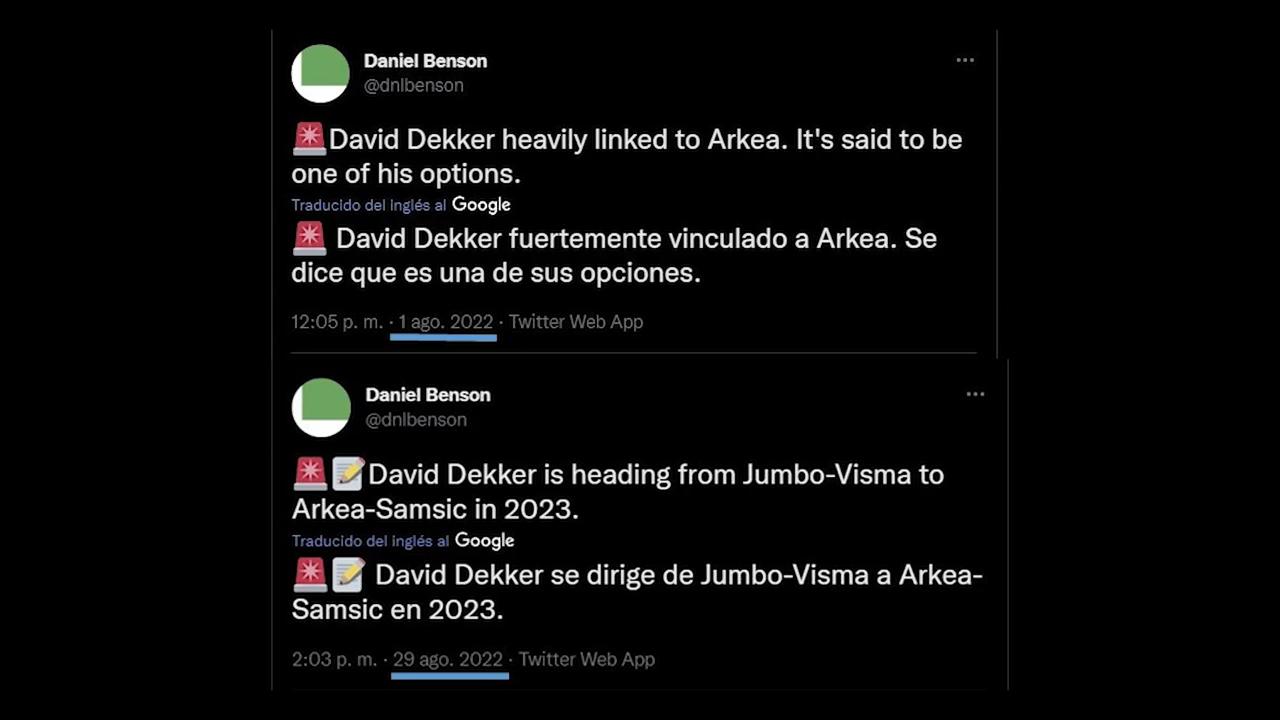 Daniel Benson
@dnlbenson
🚨David Dekker heavily linked to Arkea. It's said to be
one of his options.
Traducido del inglés al Google
🚨 David Dekker fuertemente vinculado a Arkea. Se
dice que es una de sus opciones.
12:05 p. m. · 1 ago. 2022 · Twitter Web App
Daniel Benson
@dnlbenson
🚨📝David Dekker is heading from Jumbo-Visma to
Arkea-Samsic in 2023.
Traducido del inglés al Google
🚨📝 David Dekker se dirige de Jumbo-Visma a Arkea-
Samsic en 2023.
2:03 p. m. · 29 ago. 2022 · Twitter Web App